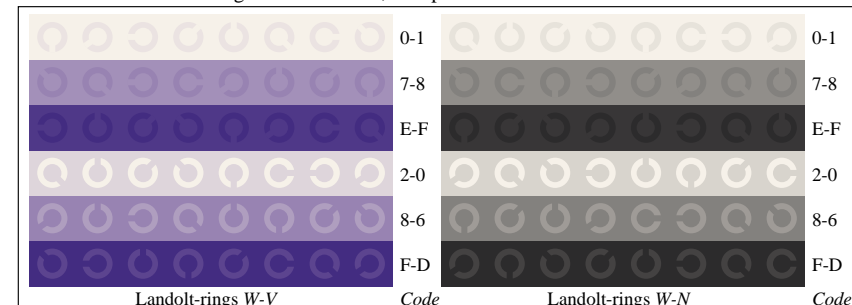 0-1 0-1
7-8 7-8
E-F E-F
2-0 2-0
8-6 8-6
F-D F-D
Landolt-rings W-V Code Landolt-rings W-N Code